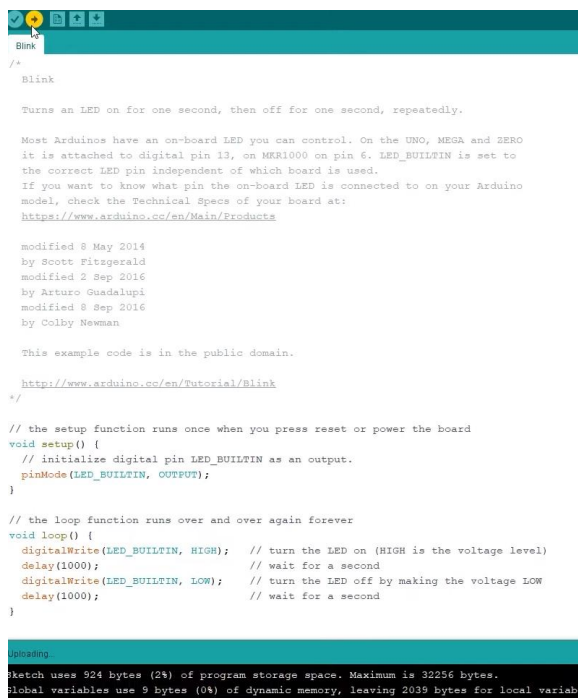 Blink
/*
Blink
Turns an LED on for one second, then off for one second, repeatedly.
Most Arduinos have an on-board LED you can control. On the UNO, MEGA and ZERO
it is attached to digital pin 13, on MKR1000 on pin 6. LED_BUILTIN is set to
the correct LED pin independent of which board is used.
If you want to know what pin the on-board LED is connected to on your Arduino
model, check the Technical Specs of your board at:
https://www.arduino.cc/en/Main/Products
modified 8 May 2014
by Scott Fitzgerald
modified 2 Sep 2016
by Arturo Guadalupi
modified 8 Sep 2016
by Colby Newman
This example code is in the public domain.
http://www.arduino.cc/en/Tutorial/Blink
*/
// the setup function runs once when you press reset or power the board
void setup() {
// initialize digital pin LED_BUILTIN as an output.
pinMode(LED_BUILTIN, OUTPUT);
}
// the loop function runs over and over again forever
void loop() {
digitalWrite(LED_BUILTIN, HIGH); // turn the LED on (HIGH is the voltage level)
delay(1000); // wait for a second
digitalWrite(LED_BUILTIN, LOW); // turn the LED off by making the voltage LOW
delay(1000); // wait for a second
}
Uploading...
Sketch uses 924 bytes (2%) of program storage space. Maximum is 32256 bytes.
Global variables use 9 bytes (0%) of dynamic memory, leaving 2039 bytes for local variab